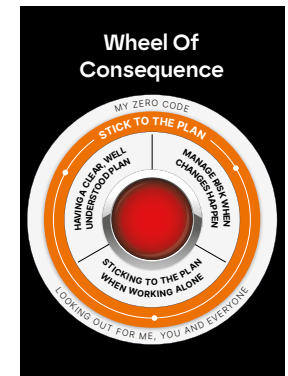 Wheel Of
Consequence
MY ZERO CODE
STICK TO THE PLAN
HAVING A CLEAR, WELL
UNDERSTOOD PLAN
MANAGE RISK WHEN
CHANGES HAPPEN
STICKING TO THE PLAN
WHEN WORKING ALONE
LOOKING OUT FOR ME, YOU AND EVERYONE